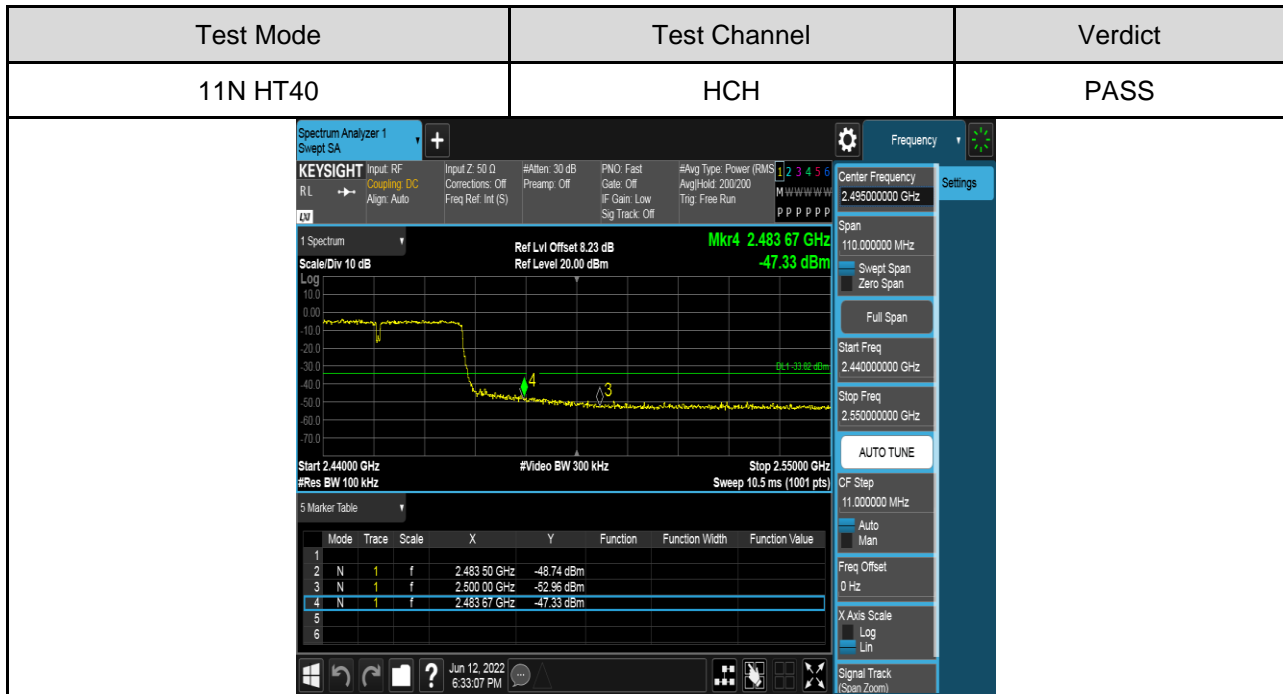 Test Mode Test Channel Verdict
11N HT40 HCH PASS
Spectrum Analyzer 1
Swept SA
+
Frequency
KEYSIGHT Input: RF Input Z: 50 Ω #Atten: 30 dB PNO: Fast #Avg Type: Power (RMS 1 2 3 4 5 6
RL Coupling: DC Corrections: Off Preamp: Off Gate: Off Avg|Hold: 200/200 M W W W W W
Align: Auto Freq Ref: Int (S) IF Gain: Low Trig: Free Run
LXI Sig Track: Off P P P P P P
1 Spectrum
Ref Lvl Offset 8.23 dB Mkr4 2.483 67 GHz
Scale/Div 10 dB Ref Level 20.00 dBm -47.33 dBm
Log
10.0
0.00
-10.0
-20.0
-30.0
DL1 -33.02 dBm
-40.0
4
3
-50.0
-60.0
-70.0
Start 2.44000 GHz #Video BW 300 kHz Stop 2.55000 GHz
#Res BW 100 kHz Sweep 10.5 ms (1001 pts)
5 Marker Table
Mode Trace Scale X Y Function Function Width Function Value
1
2 N 1 f 2.483 50 GHz -48.74 dBm
3 N 1 f 2.500 00 GHz -52.96 dBm
4 N 1 f 2.483 67 GHz -47.33 dBm
5
6
?
Jun 12, 2022
6:33:07 PM
Center Frequency
2.495000000 GHz
Settings
Span
110.000000 MHz
Swept Span
Zero Span
Full Span
Start Freq
2.440000000 GHz
Stop Freq
2.550000000 GHz
AUTO TUNE
CF Step
11.000000 MHz
Auto
Man
Freq Offset
0 Hz
X Axis Scale
Log
Lin
Signal Track
(Span Zoom)